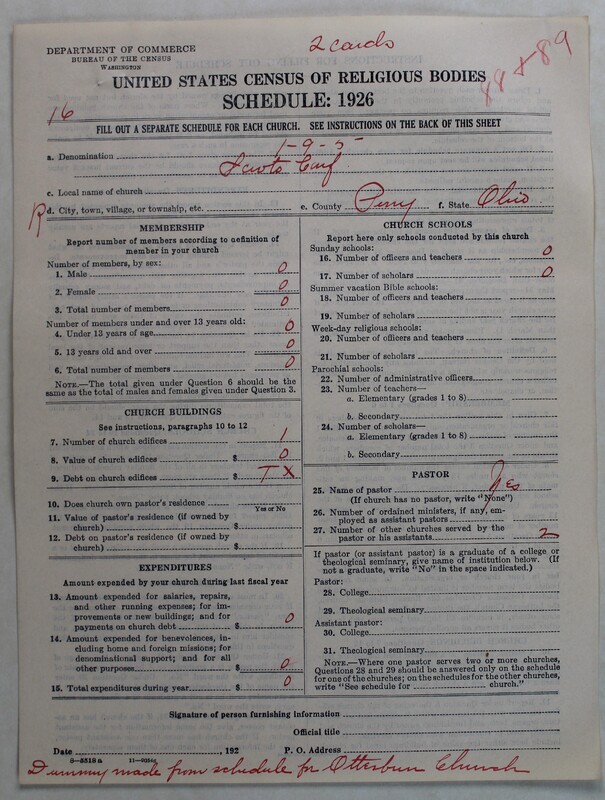 2 cards
88 & 89
DEPARTMENT OF COMMERCE
BUREAU OF THE CENSUS
WASHINGTON
UNITED STATES CENSUS OF RELIGIOUS BODIES
SCHEDULE: 1926
16
FILL OUT A SEPARATE SCHEDULE FOR EACH CHURCH. SEE INSTRUCTIONS ON THE BACK OF THIS SHEET
1-9-5
a. Denomination
c. Local name of church
R d. City, town, village, or township, etc. e. County Perry f. State Ohio
MEMBERSHIP
Report number of members according to definition of
member in your church
Number of members, by sex:
1. Male 0
2. Female 0
3. Total number of members 0
Number of members under and over 13 years old:
4. Under 13 years of age 0
5. 13 years old and over 0
6. Total number of members 0
NOTE.—The total given under Question 6 should be
same as the total of males and females given under Question 3.
CHURCH BUILDINGS
See instructions, paragraphs 10 to 12
7. Number of church edifices 1
8. Value of church edifices $ 0
9. Debt on church edifices $ TX
10. Does church own pastor's residence
Yes or No
11. Value of pastor's residence (if owned by
church) $
12. Debt on pastor's residence (if owned by
church) $
EXPENDITURES
Amount expended by your church during last fiscal year
13. Amount expended for salaries, repairs,
and other running expenses; for im-
provements or new buildings; and for
payments on church debt $ 0
14. Amount expended for benevolences, in-
cluding home and foreign missions; for
denominational support; and for all
other purposes $ 0
15. Total expenditures during year $ 0
CHURCH SCHOOLS
Report here only schools conducted by this church
Sunday schools:
16. Number of officers and teachers 0
17. Number of scholars 0
Summer vacation Bible schools:
18. Number of officers and teachers
19. Number of scholars
Week-day religious schools:
20. Number of officers and teachers
21. Number of scholars
Parochial schools:
22. Number of administrative officers
23. Number of teachers—
a. Elementary (grades 1 to 8)
b. Secondary
24. Number of scholars—
a. Elementary (grades 1 to 8)
b. Secondary
PASTOR
25. Name of pastor Yes
(If church has no pastor, write "None")
26. Number of ordained ministers, if any, em-
ployed as assistant pastors
27. Number of other churches served by the
pastor or his assistants 2
If pastor (or assistant pastor) is a graduate of a college or
theological seminary, give name of institution below. (If
not a graduate, write "No" in the space indicated.)
Pastor:
28. College
29. Theological seminary
Assistant pastor:
30. College
31. Theological seminary
NOTE.—Where one pastor serves two or more churches,
Questions 28 and 29 should be answered only on the schedule
for one of the churches; on the schedules for the other churches,
write "See schedule for church."
Signature of person furnishing information
Official title
Date , 192 P. O. Address
Dummy made from schedule for Otterbun Church